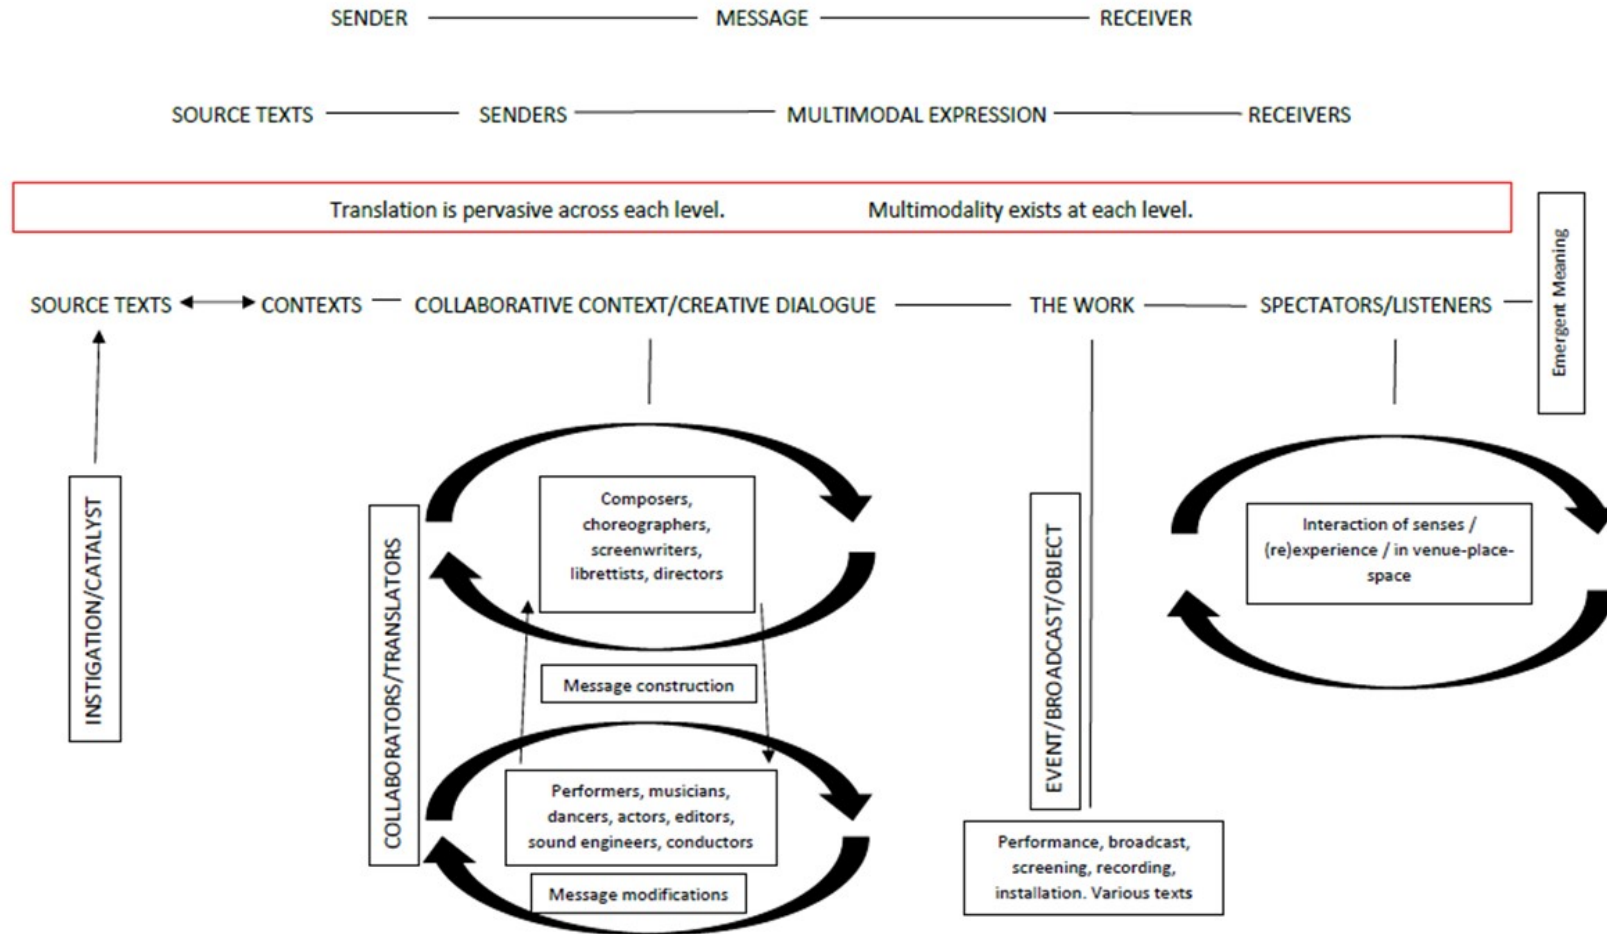 SENDER MESSAGE RECEIVER
SOURCE TEXTS SENDERS MULTIMODAL EXPRESSION RECEIVERS
Translation is pervasive across each level. Multimodality exists at each level.
Emergent Meaning
SOURCE TEXTS CONTEXTS COLLABORATIVE CONTEXT/CREATIVE DIALOGUE THE WORK SPECTATORS/LISTENERS
INSTIGATION/CATALYST
COLLABORATORS/TRANSLATORS
Composers,
choreographers,
screenwriters,
librettists, directors
Message construction
Performers, musicians,
dancers, actors, editors,
sound engineers, conductors
Message modifications
EVENT/BROADCAST/OBJECT
Performance, broadcast,
screening, recording,
installation. Various texts
Interaction of senses /
(re)experience / in venue-place-
space